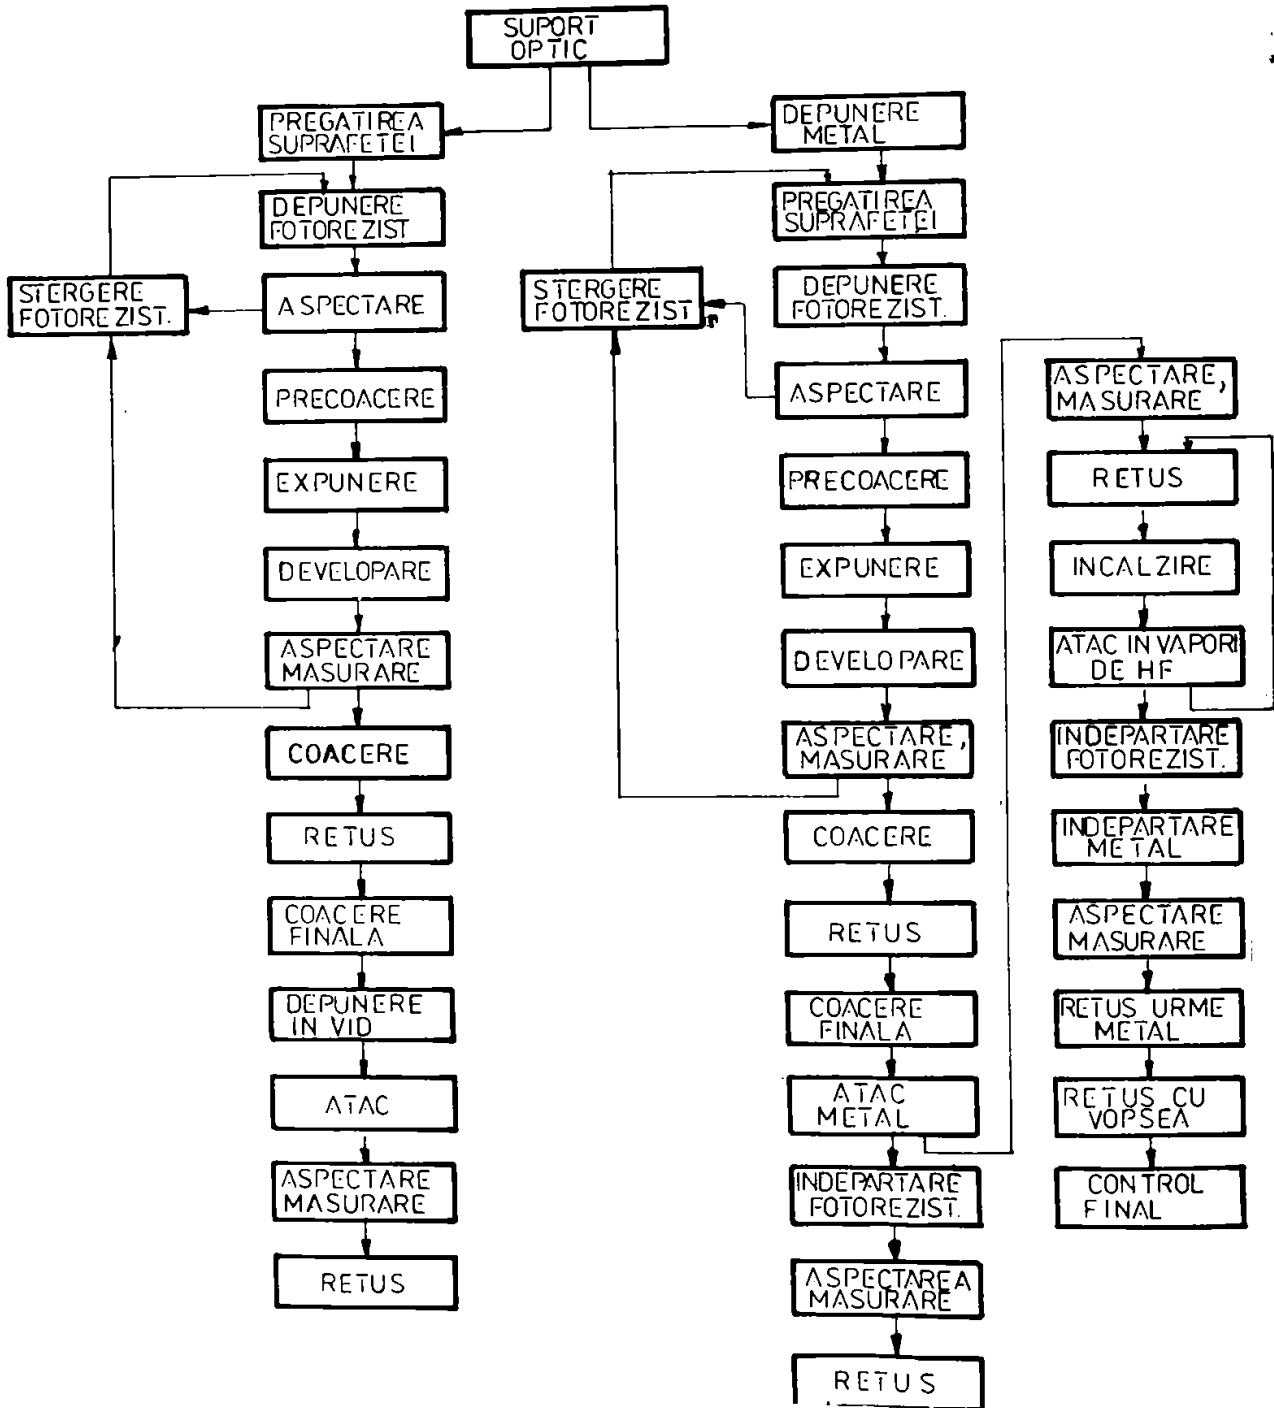 SUPORT
OPTIC
PREGATIREA
SUPRAFETEI
DEPUNERE
FOTOREZIST
STERGERE
FOTOREZIST.
ASPECTARE
PRECOACERE
EXPUNERE
DEVELOPARE
ASPECTARE
MASURARE
COACERE
RETUS
COACERE
FINALA
DEPUNERE
IN VID
ATAC
ASPECTARE
MASURARE
RETUS
DEPUNERE
METAL
PREGATIREA
SUPRAFEŢEI
STERGERE
FOTOREZIST
DEPUNERE
FOTOREZIST.
ASPECTARE
PRECOACERE
EXPUNERE
DEVELOPARE
ASPECTARE,
MASURARE
COACERE
RETUS
COACERE
FINALA
ATAC
METAL
INDEPARTARE
FOTOREZIST.
ASPECTAREA
MASURARE
RETUS
ASPECTARE,
MASURARE
RETUS
INCALZIRE
ATAC IN VAPORI
DE HF
INDEPARTARE
FOTOREZIST.
INDEPARTARE
METAL
ASPECTARE
MASURARE
RETUS URME
METAL
RETUS CU
VOPSEA
CONTROL
FINAL